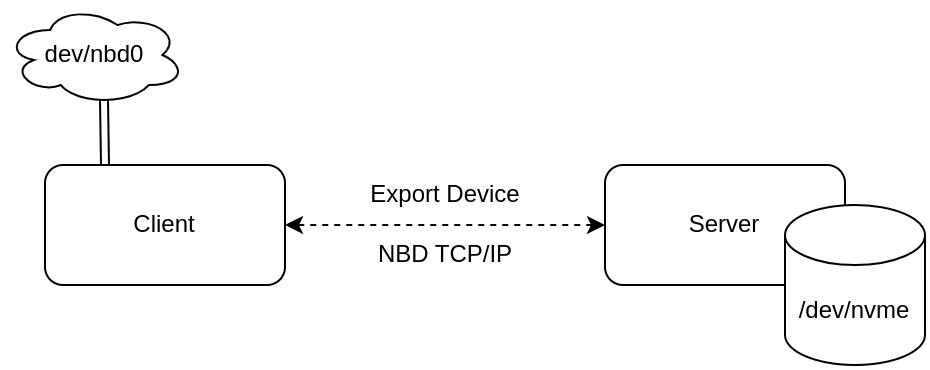 dev/nbd0
Export Device
Client
Server
NBD TCP/IP
/dev/nvme